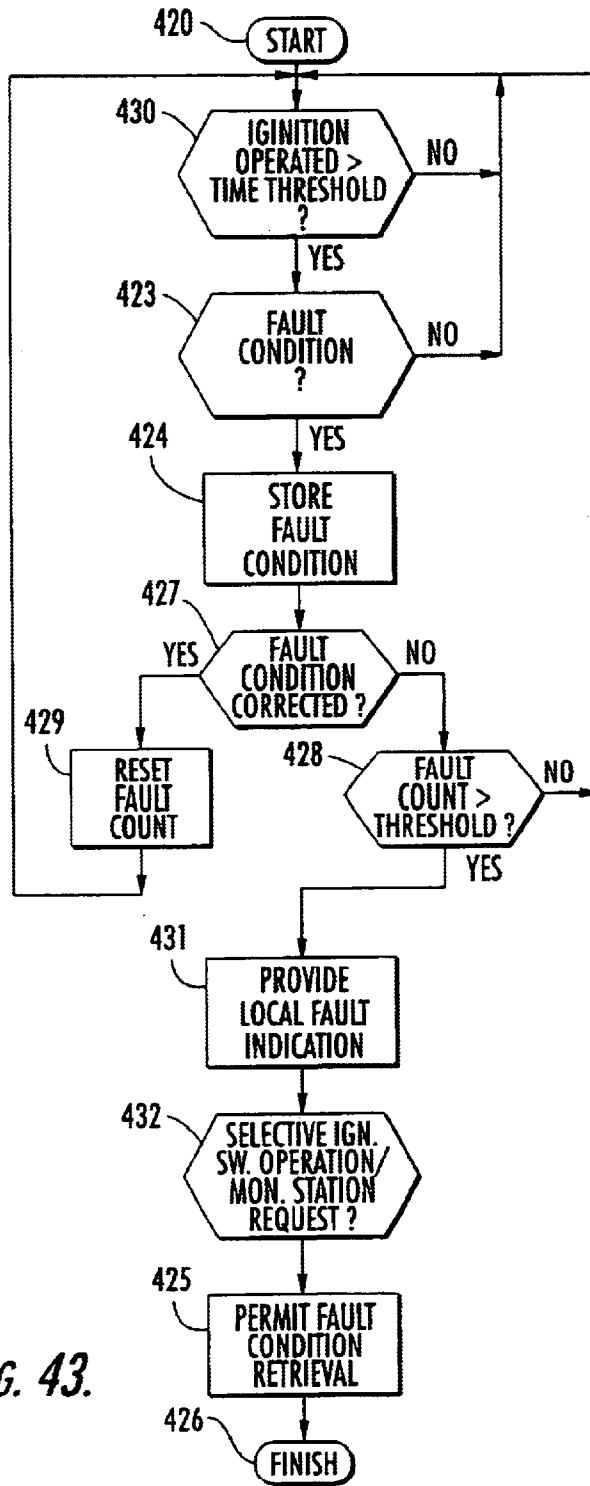 420
START
430
IGINITION
OPERATED >
TIME THRESHOLD
?
NO
YES
423
FAULT
CONDITION
?
NO
YES
424
STORE
FAULT
CONDITION
427
YES
FAULT
CONDITION
CORRECTED ?
NO
429
RESET
FAULT
COUNT
428
FAULT
COUNT >
THRESHOLD ?
NO
YES
431
PROVIDE
LOCAL FAULT
INDICATION
432
SELECTIVE IGN.
SW. OPERATION/
MON. STATION
REQUEST ?
425
PERMIT FAULT
CONDITION
RETRIEVAL
G. 43.
426
FINISH